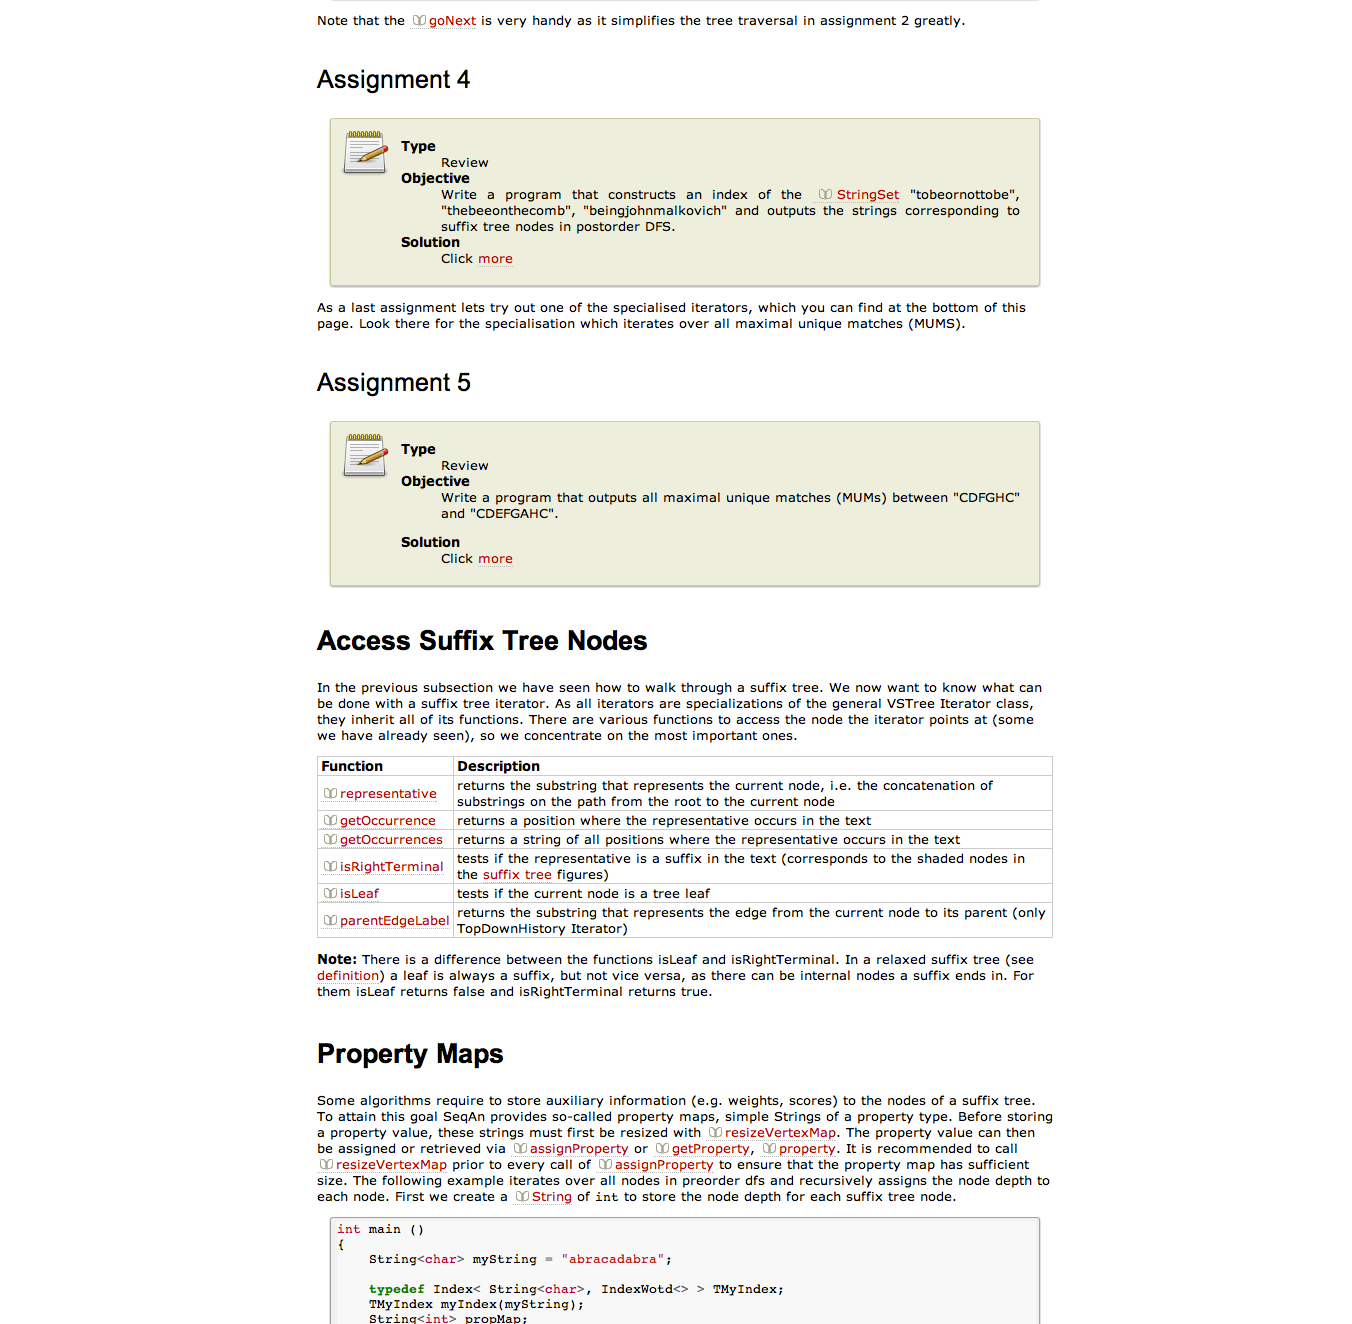 Note that the goNext is very handy as it simplifies the tree traversal in assignment 2 greatly.
Assignment 4
Type
Review
Objective
Write a program that constructs an index of the StringSet "tobeornottobe",
"thebeeonthecomb", "beingjohnmalkovich" and outputs the strings corresponding to
suffix tree nodes in postorder DFS.
Solution
Click more
As a last assignment lets try out one of the specialised iterators, which you can find at the bottom of this
page. Look there for the specialisation which iterates over all maximal unique matches (MUMS).
Assignment 5
Type
Review
Objective
Write a program that outputs all maximal unique matches (MUMs) between "CDFGHC"
and "CDEFGAHC".
Solution
Click more
Access Suffix Tree Nodes
In the previous subsection we have seen how to walk through a suffix tree. We now want to know what can
be done with a suffix tree iterator. As all iterators are specializations of the general VSTree Iterator class,
they inherit all of its functions. There are various functions to access the node the iterator points at (some
we have already seen), so we concentrate on the most important ones.
Function Description
representative returns the substring that represents the current node, i.e. the concatenation of
substrings on the path from the root to the current node
getOccurrence returns a position where the representative occurs in the text
getOccurrences returns a string of all positions where the representative occurs in the text
isRightTerminal tests if the representative is a suffix in the text (corresponds to the shaded nodes in
the suffix tree figures)
isLeaf tests if the current node is a tree leaf
parentEdgeLabel returns the substring that represents the edge from the current node to its parent (only
TopDownHistory Iterator)
Note: There is a difference between the functions isLeaf and isRightTerminal. In a relaxed suffix tree (see
definition) a leaf is always a suffix, but not vice versa, as there can be internal nodes a suffix ends in. For
them isLeaf returns false and isRightTerminal returns true.
Property Maps
Some algorithms require to store auxiliary information (e.g. weights, scores) to the nodes of a suffix tree.
To attain this goal SeqAn provides so-called property maps, simple Strings of a property type. Before storing
a property value, these strings must first be resized with resizeVertexMap. The property value can then
be assigned or retrieved via assignProperty or getProperty, property. It is recommended to call
resizeVertexMap prior to every call of assignProperty to ensure that the property map has sufficient
size. The following example iterates over all nodes in preorder dfs and recursively assigns the node depth to
each node. First we create a String of int to store the node depth for each suffix tree node.
int main ()
{
String<char> myString = "abracadabra";
typedef Index< String<char>, IndexWotd<> > TMyIndex;
TMyIndex myIndex(myString);
String<int> propMap;